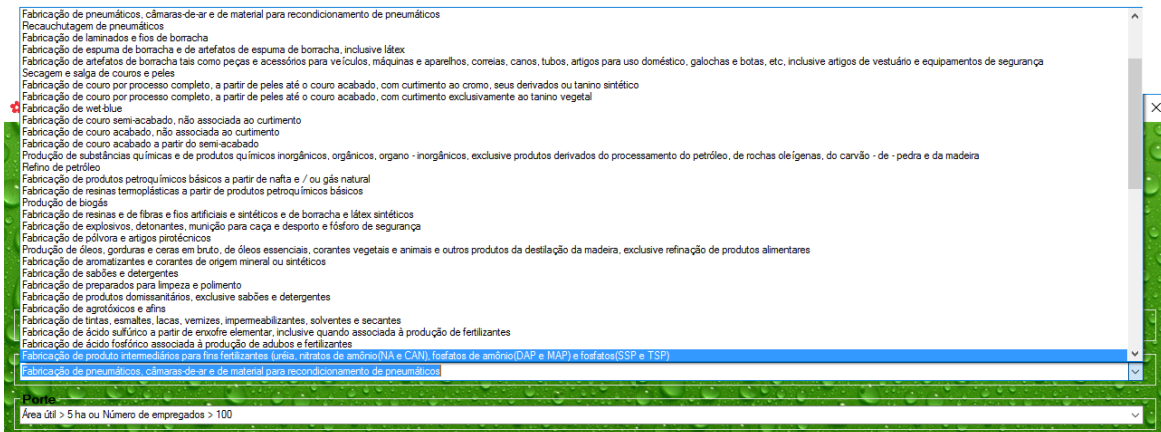 Fabricação de pneumáticos, câmaras-de-ar e de material para recondicionamento de pneumáticos
Recauchutagem de pneumáticos
Fabricação de laminados e fios de borracha
Fabricação de espuma de borracha e de artefatos de espuma de borracha, inclusive látex
Fabricação de artefatos de borracha tais como peças e acessórios para veículos, máquinas e aparelhos, correias, canos, tubos, artigos para uso doméstico, galochas e botas, etc, inclusive artigos de vestuário e equipamentos de segurança
Secagem e salga de couros e peles
Fabricação de couro por processo completo, a partir de peles até o couro acabado, com curtimento ao cromo, seus derivados ou tanino sintético
Fabricação de couro por processo completo, a partir de peles até o couro acabado, com curtimento exclusivamente ao tanino vegetal
Fabricação de wet-blue
Fabricação de couro semi-acabado, não associada ao curtimento
Fabricação de couro acabado, não associada ao curtimento
Fabricação de couro acabado a partir do semi-acabado
Produção de substâncias químicas e de produtos químicos inorgânicos, orgânicos, organo - inorgânicos, exclusive produtos derivados do processamento do petróleo, de rochas oleígenas, do carvão - de - pedra e da madeira
Refino de petróleo
Fabricação de produtos petroquímicos básicos a partir de nafta e / ou gás natural
Fabricação de resinas termoplásticas a partir de produtos petroquímicos básicos
Produção de biogás
Fabricação de resinas e de fibras e fios artificiais e sintéticos e de borracha e látex sintéticos
Fabricação de explosivos, detonantes, munição para caça e desporto e fósforo de segurança
Fabricação de pólvora e artigos pirotécnicos
Produção de óleos, gorduras e ceras em bruto, de óleos essenciais, corantes vegetais e animais e outros produtos da destilação da madeira, exclusive refinação de produtos alimentares
Fabricação de aromatizantes e corantes de origem mineral ou sintéticos
Fabricação de sabões e detergentes
Fabricação de preparados para limpeza e polimento
Fabricação de produtos domissanitários, exclusive sabões e detergentes
Fabricação de agrotóxicos e afins
Fabricação de tintas, esmaltes, lacas, vernizes, impermeabilizantes, solventes e secantes
Fabricação de ácido sulfúrico a partir de enxofre elementar, inclusive quando associada à produção de fertilizantes
Fabricação de ácido fosfórico associada à produção de adubos e fertilizantes
Fabricação de produto intermediários para fins fertilizantes (uréia, nitratos de amônio(NA e CAN), fosfatos de amônio(DAP e MAP) e fosfatos(SSP e TSP)
Fabricação de pneumáticos, câmaras-de-ar e de material para recondicionamento de pneumáticos
Porte
Área útil > 5 ha ou Número de empregados > 100